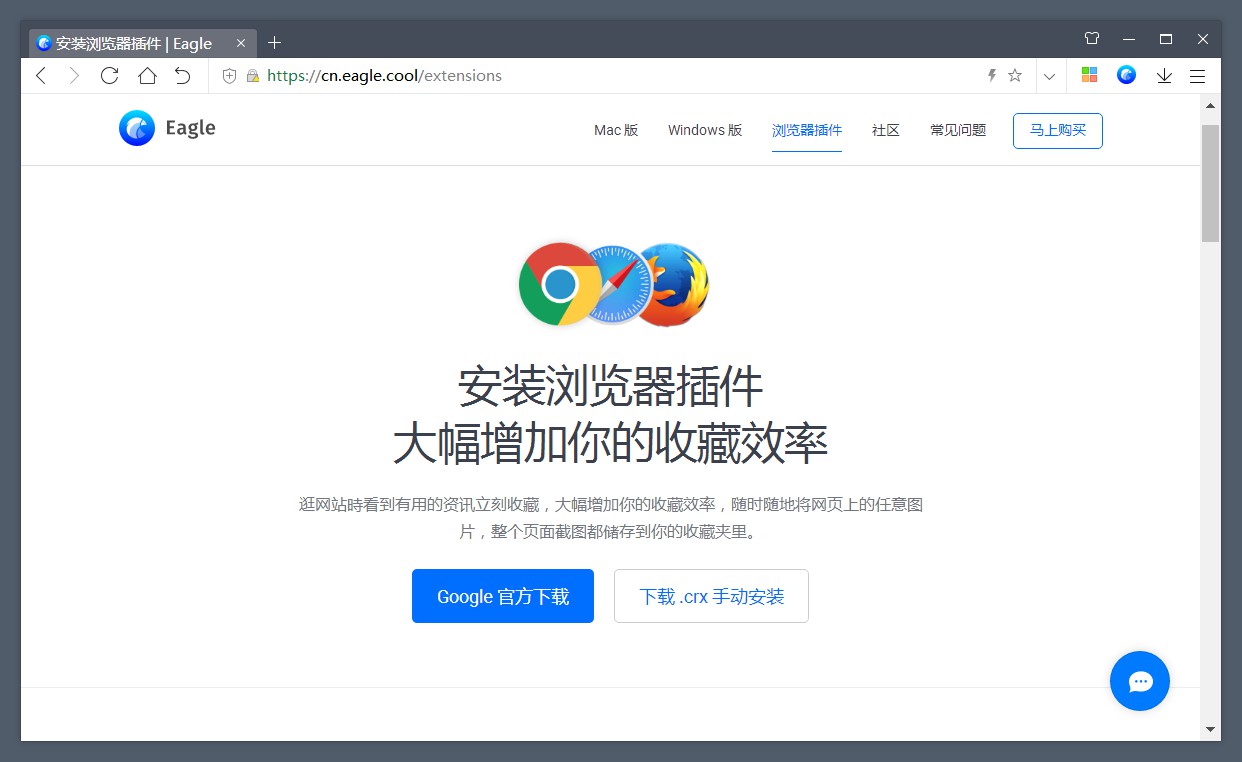 安装浏览器插件 | Eagle
https://cn.eagle.cool/extensions
Eagle
Mac 版
Windows 版
浏览器插件
社区
常见问题
马上购买
安装浏览器插件
大幅增加你的收藏效率
逛网站時看到有用的资讯立刻收藏，大幅增加你的收藏效率，随时随地将网页上的任意图
片，整个页面截图都储存到你的收藏夹里。
Google 官方下载
下载 .crx 手动安装